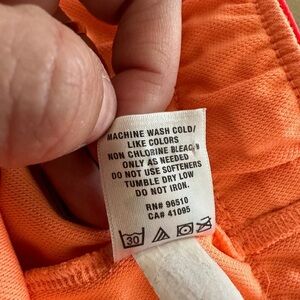 MACHINE WASH COLD/
LIKE COLORS
NON CHLORINE BLEACH
ONLY AS NEEDED
DO NOT USE SOFTENERS
TUMBLE DRY LOW
DO NOT IRON.
RN# 96510
CA# 41095
30